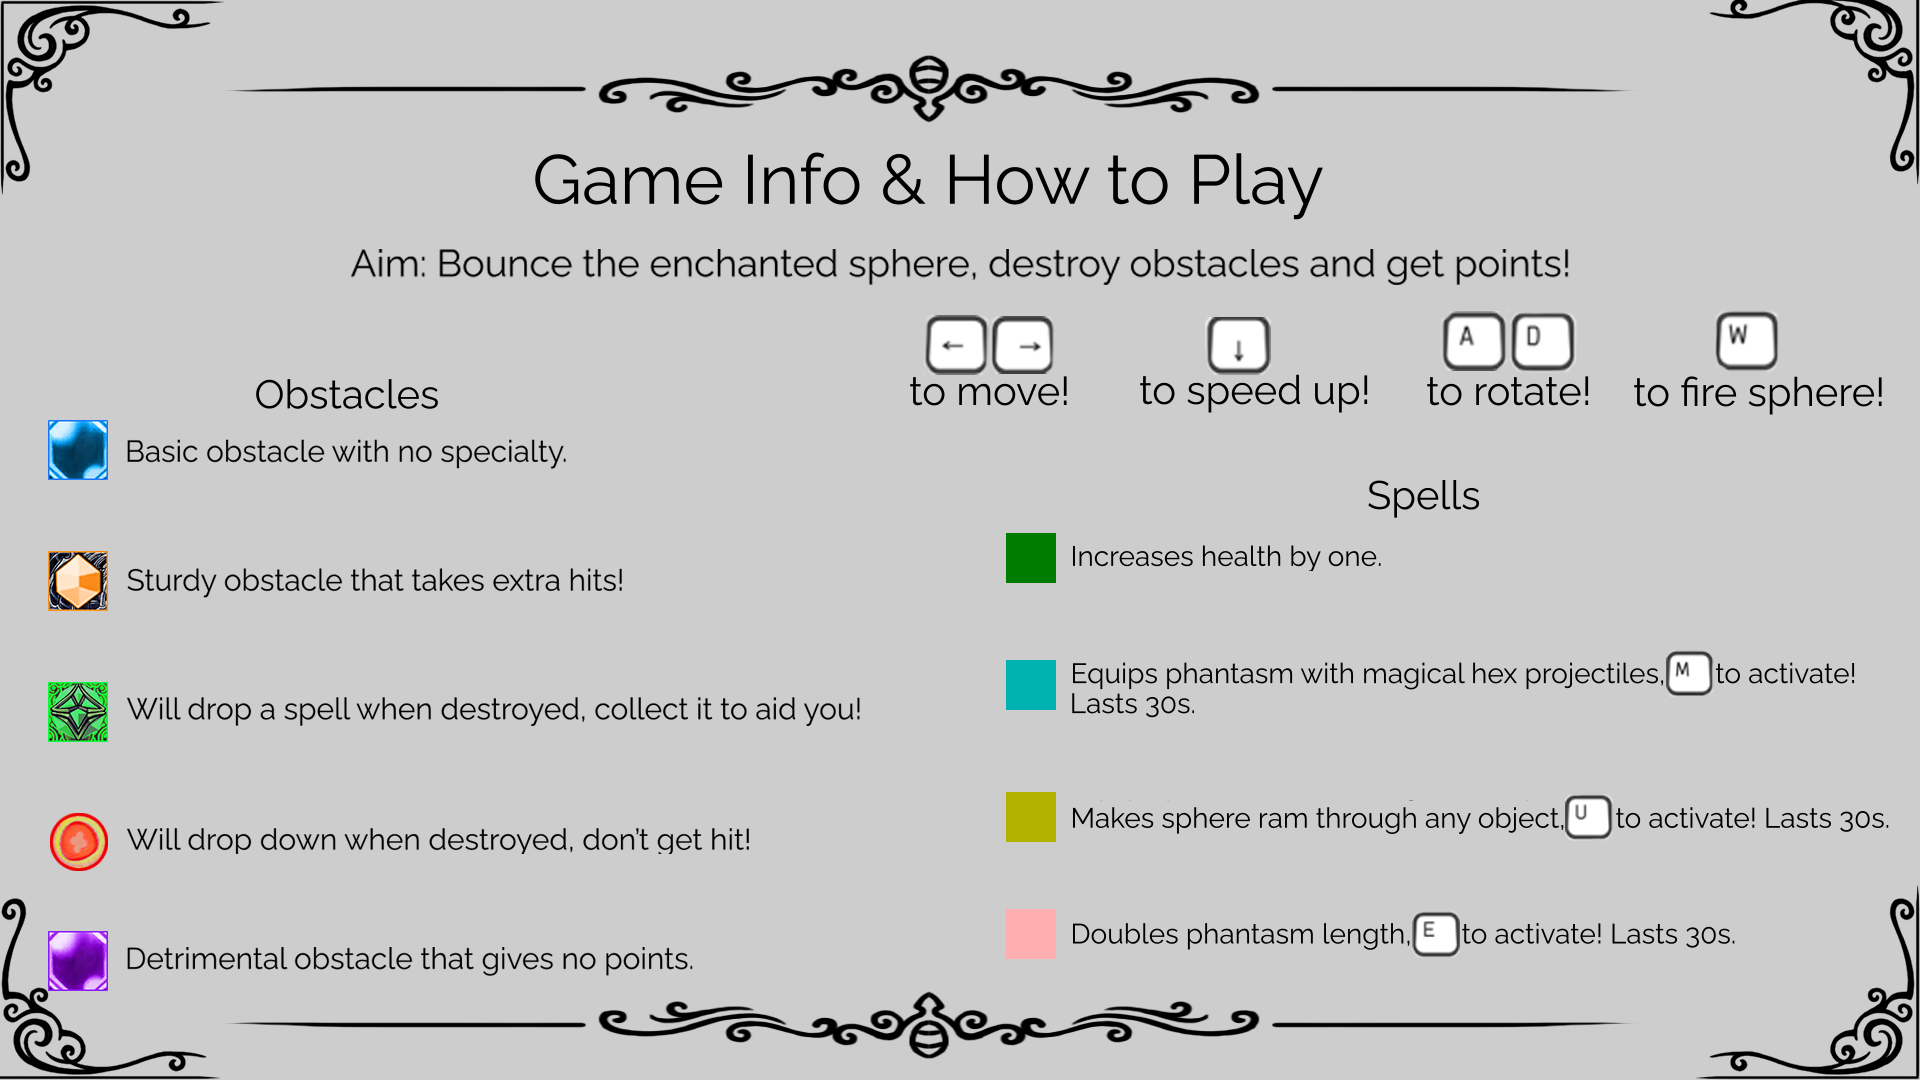 Game Info & How to Play
Aim: Bounce the enchanted sphere, destroy obstacles and get points!
← → ↓ A D W
to move! to speed up! to rotate! to fire sphere!
Obstacles
Basic obstacle with no specialty.
Sturdy obstacle that takes extra hits!
Will drop a spell when destroyed, collect it to aid you!
Will drop down when destroyed, don't get hit!
Detrimental obstacle that gives no points.
Spells
Increases health by one.
Equips phantasm with magical hex projectiles, M to activate!
Lasts 30s.
Makes sphere ram through any object, U to activate! Lasts 30s.
Doubles phantasm length, E to activate! Lasts 30s.